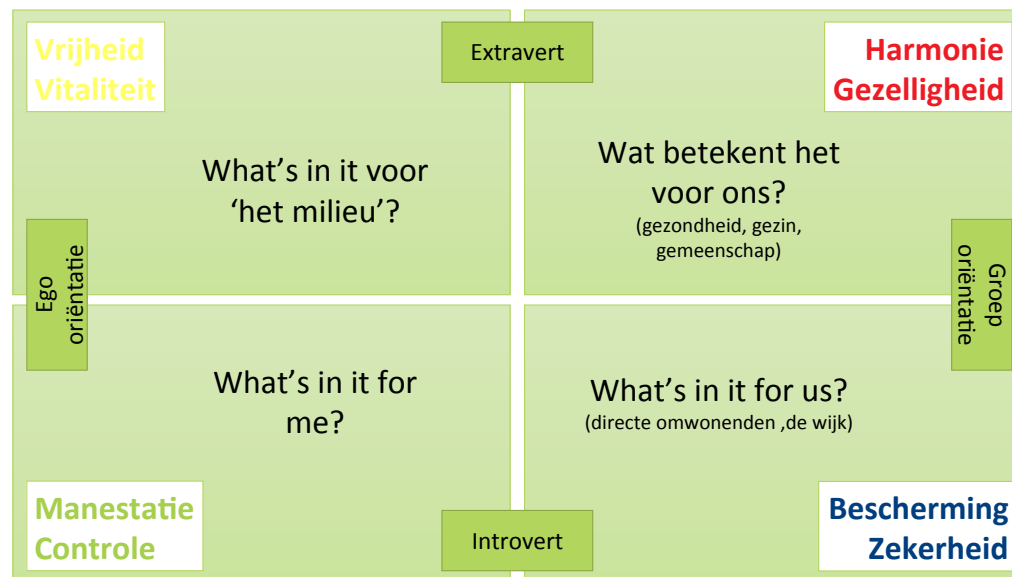 Vrijheid
Vitaliteit
Extravert
Harmonie
Gezelligheid
What's in it voor
'het milieu'?
Wat betekent het
voor ons?
(gezondheid, gezin,
gemeenschap)
Ego
oriëntatie
Groep
oriëntatie
What's in it for
me?
What's in it for us?
(directe omwonenden ,de wijk)
Manestatie
Controle
Introvert
Bescherming
Zekerheid